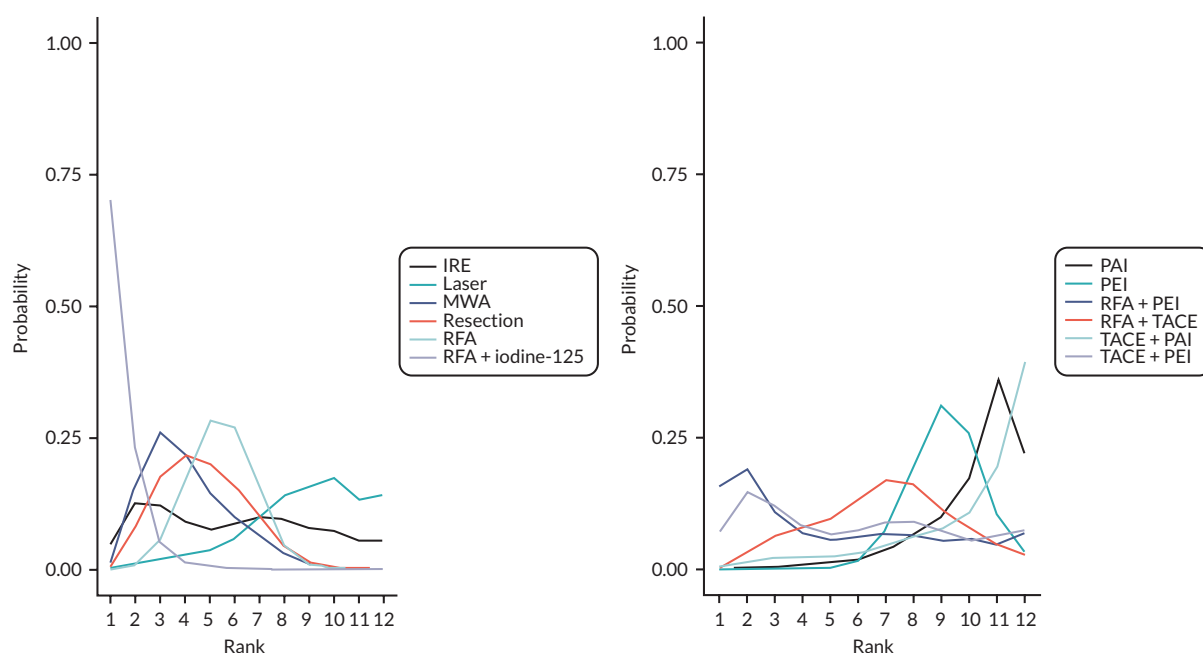 1.00
0.75
0.50
0.25
0.00
Probability
1 2 3 4 5 6 7 8 9 10 11 12
Rank
IRE
Laser
MWA
Resection
RFA
RFA + iodine-125
1.00
0.75
0.50
0.25
0.00
Probability
1 2 3 4 5 6 7 8 9 10 11 12
Rank
PAI
PEI
RFA + PEI
RFA + TACE
TACE + PAI
TACE + PEI